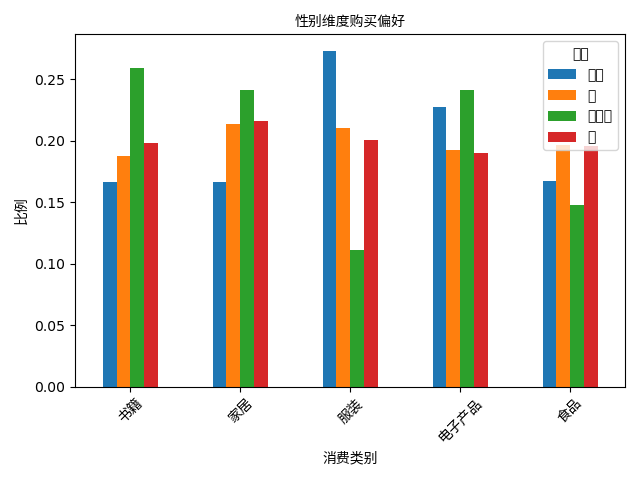 性别维度购买偏好
比例
0.25
0.20
0.15
0.10
0.05
0.00
书籍
家居
服装
电子产品
食品
消费类别